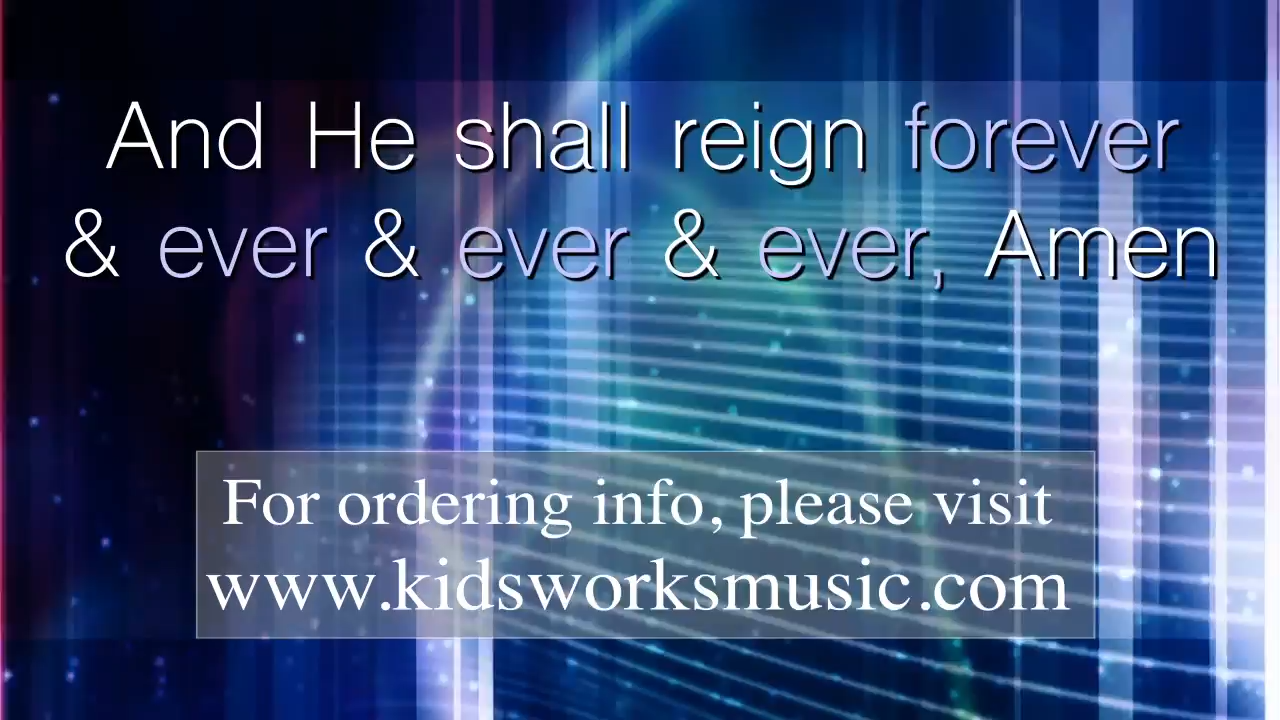 And He shall reign forever
& ever & ever & ever, Amen
For ordering info, please visit
www.kidsworksmusic.com